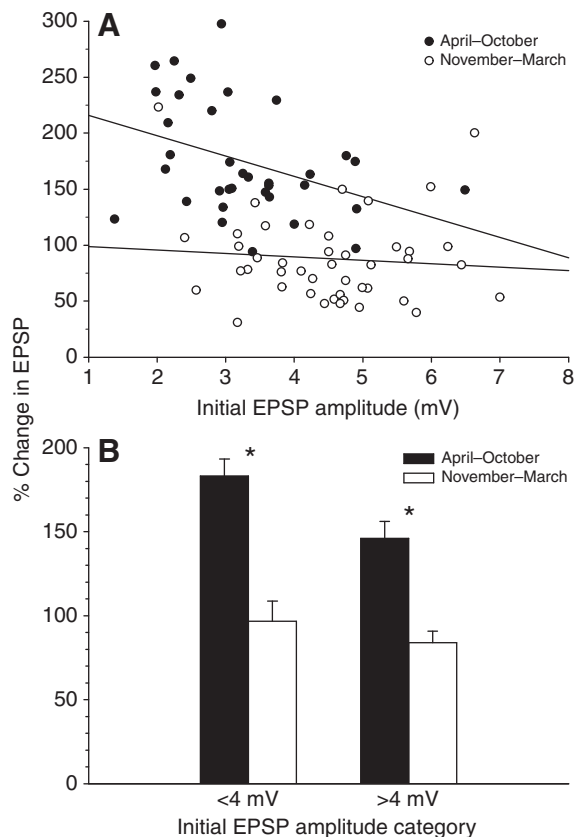 A
300
250
200
150
100
50
0
April–October
November–March
1 2 3 4 5 6 7 8
Initial EPSP amplitude (mV)
% Change in EPSP
B
200
150
100
50
0
April–October
November–March
*
*
<4 mV >4 mV
Initial EPSP amplitude category